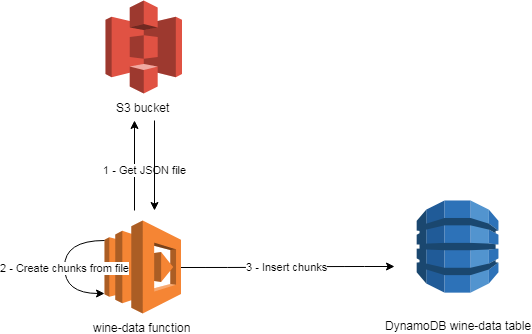 S3 bucket
1 - Get JSON file
2 - Create chunks from file
3 - Insert chunks
wine-data function
DynamoDB wine-data table